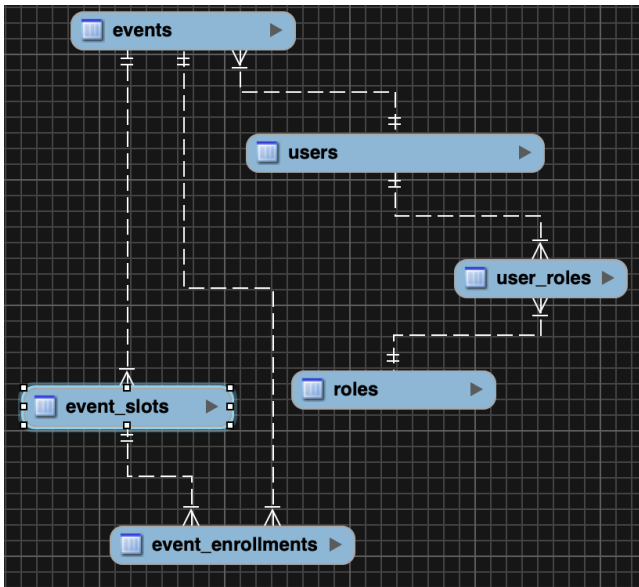 events
users
user_roles
roles
event_slots
event_enrollments